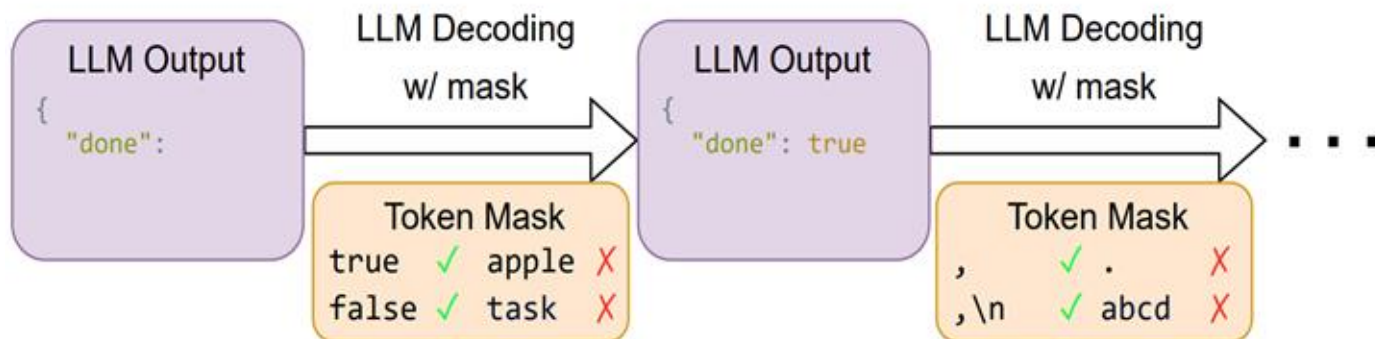 LLM Output
{
"done":
LLM Decoding
w/ mask
Token Mask
true ✓ apple ✗
false ✓ task ✗
LLM Output
{
"done": true
LLM Decoding
w/ mask
Token Mask
, ✓ . ✗
,\n ✓ abcd ✗
...